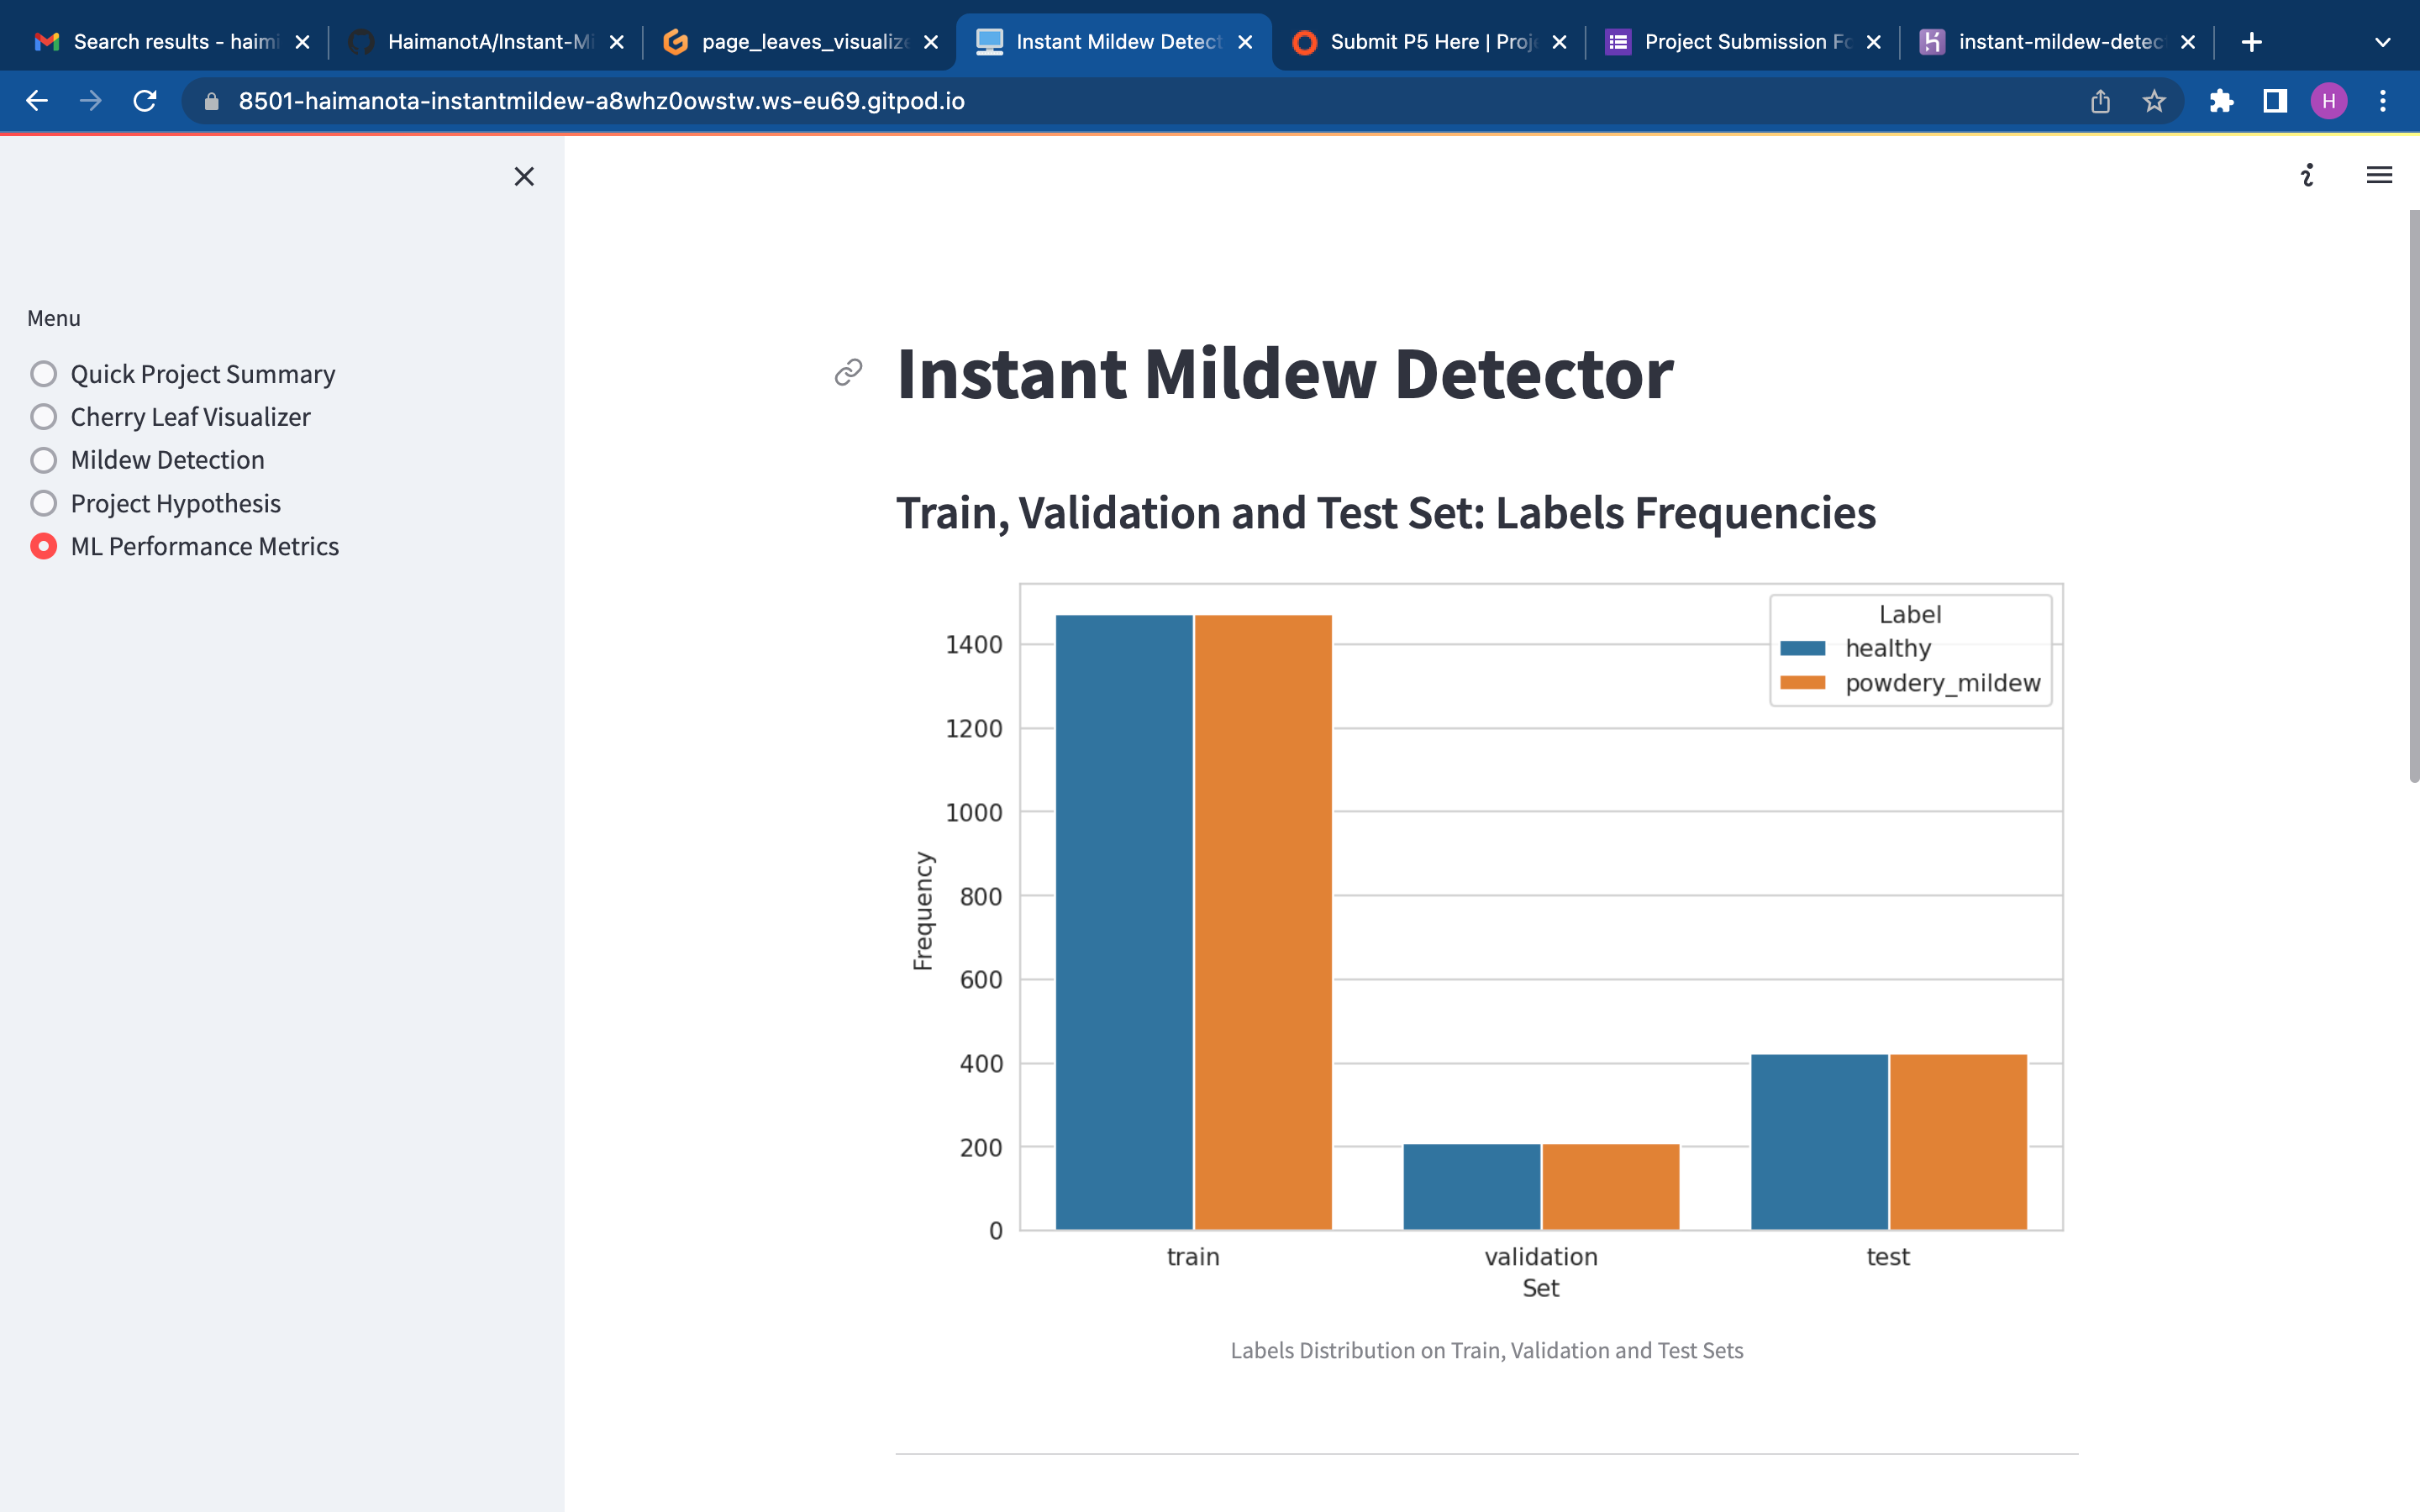 Search results - haimi
HaimanotA/Instant-Mi
page_leaves_visualize
Instant Mildew Detect
Submit P5 Here | Proje
Project Submission Fo
instant-mildew-detec
8501-haimanota-instantmildew-a8whz0owstw.ws-eu69.gitpod.io
H
Menu
Quick Project Summary
Cherry Leaf Visualizer
Mildew Detection
Project Hypothesis
ML Performance Metrics
Instant Mildew Detector
Train, Validation and Test Set: Labels Frequencies
Label
healthy
powdery_mildew
1400
1200
1000
800
600
400
200
0
Frequency
train
validation
test
Set
Labels Distribution on Train, Validation and Test Sets